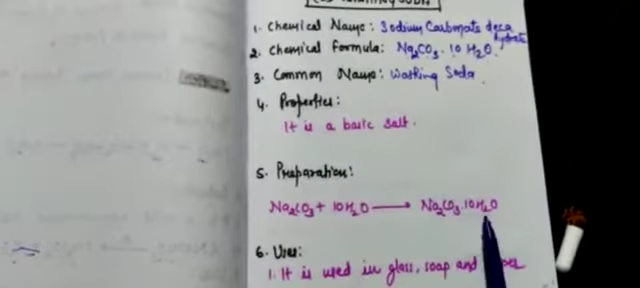 1. Chemical Name: Sodium Carbonate deca hydrate
2. Chemical Formula: Na₂CO₃.10H₂O.
3. Common Name: Washing Soda.
4. Properties:
It is a basic salt.
5. Preparation:
Na₂CO₃ + 10H₂O ⟶ Na₂CO₃.10H₂O
6. Uses:
1. It is used in glass, soap and